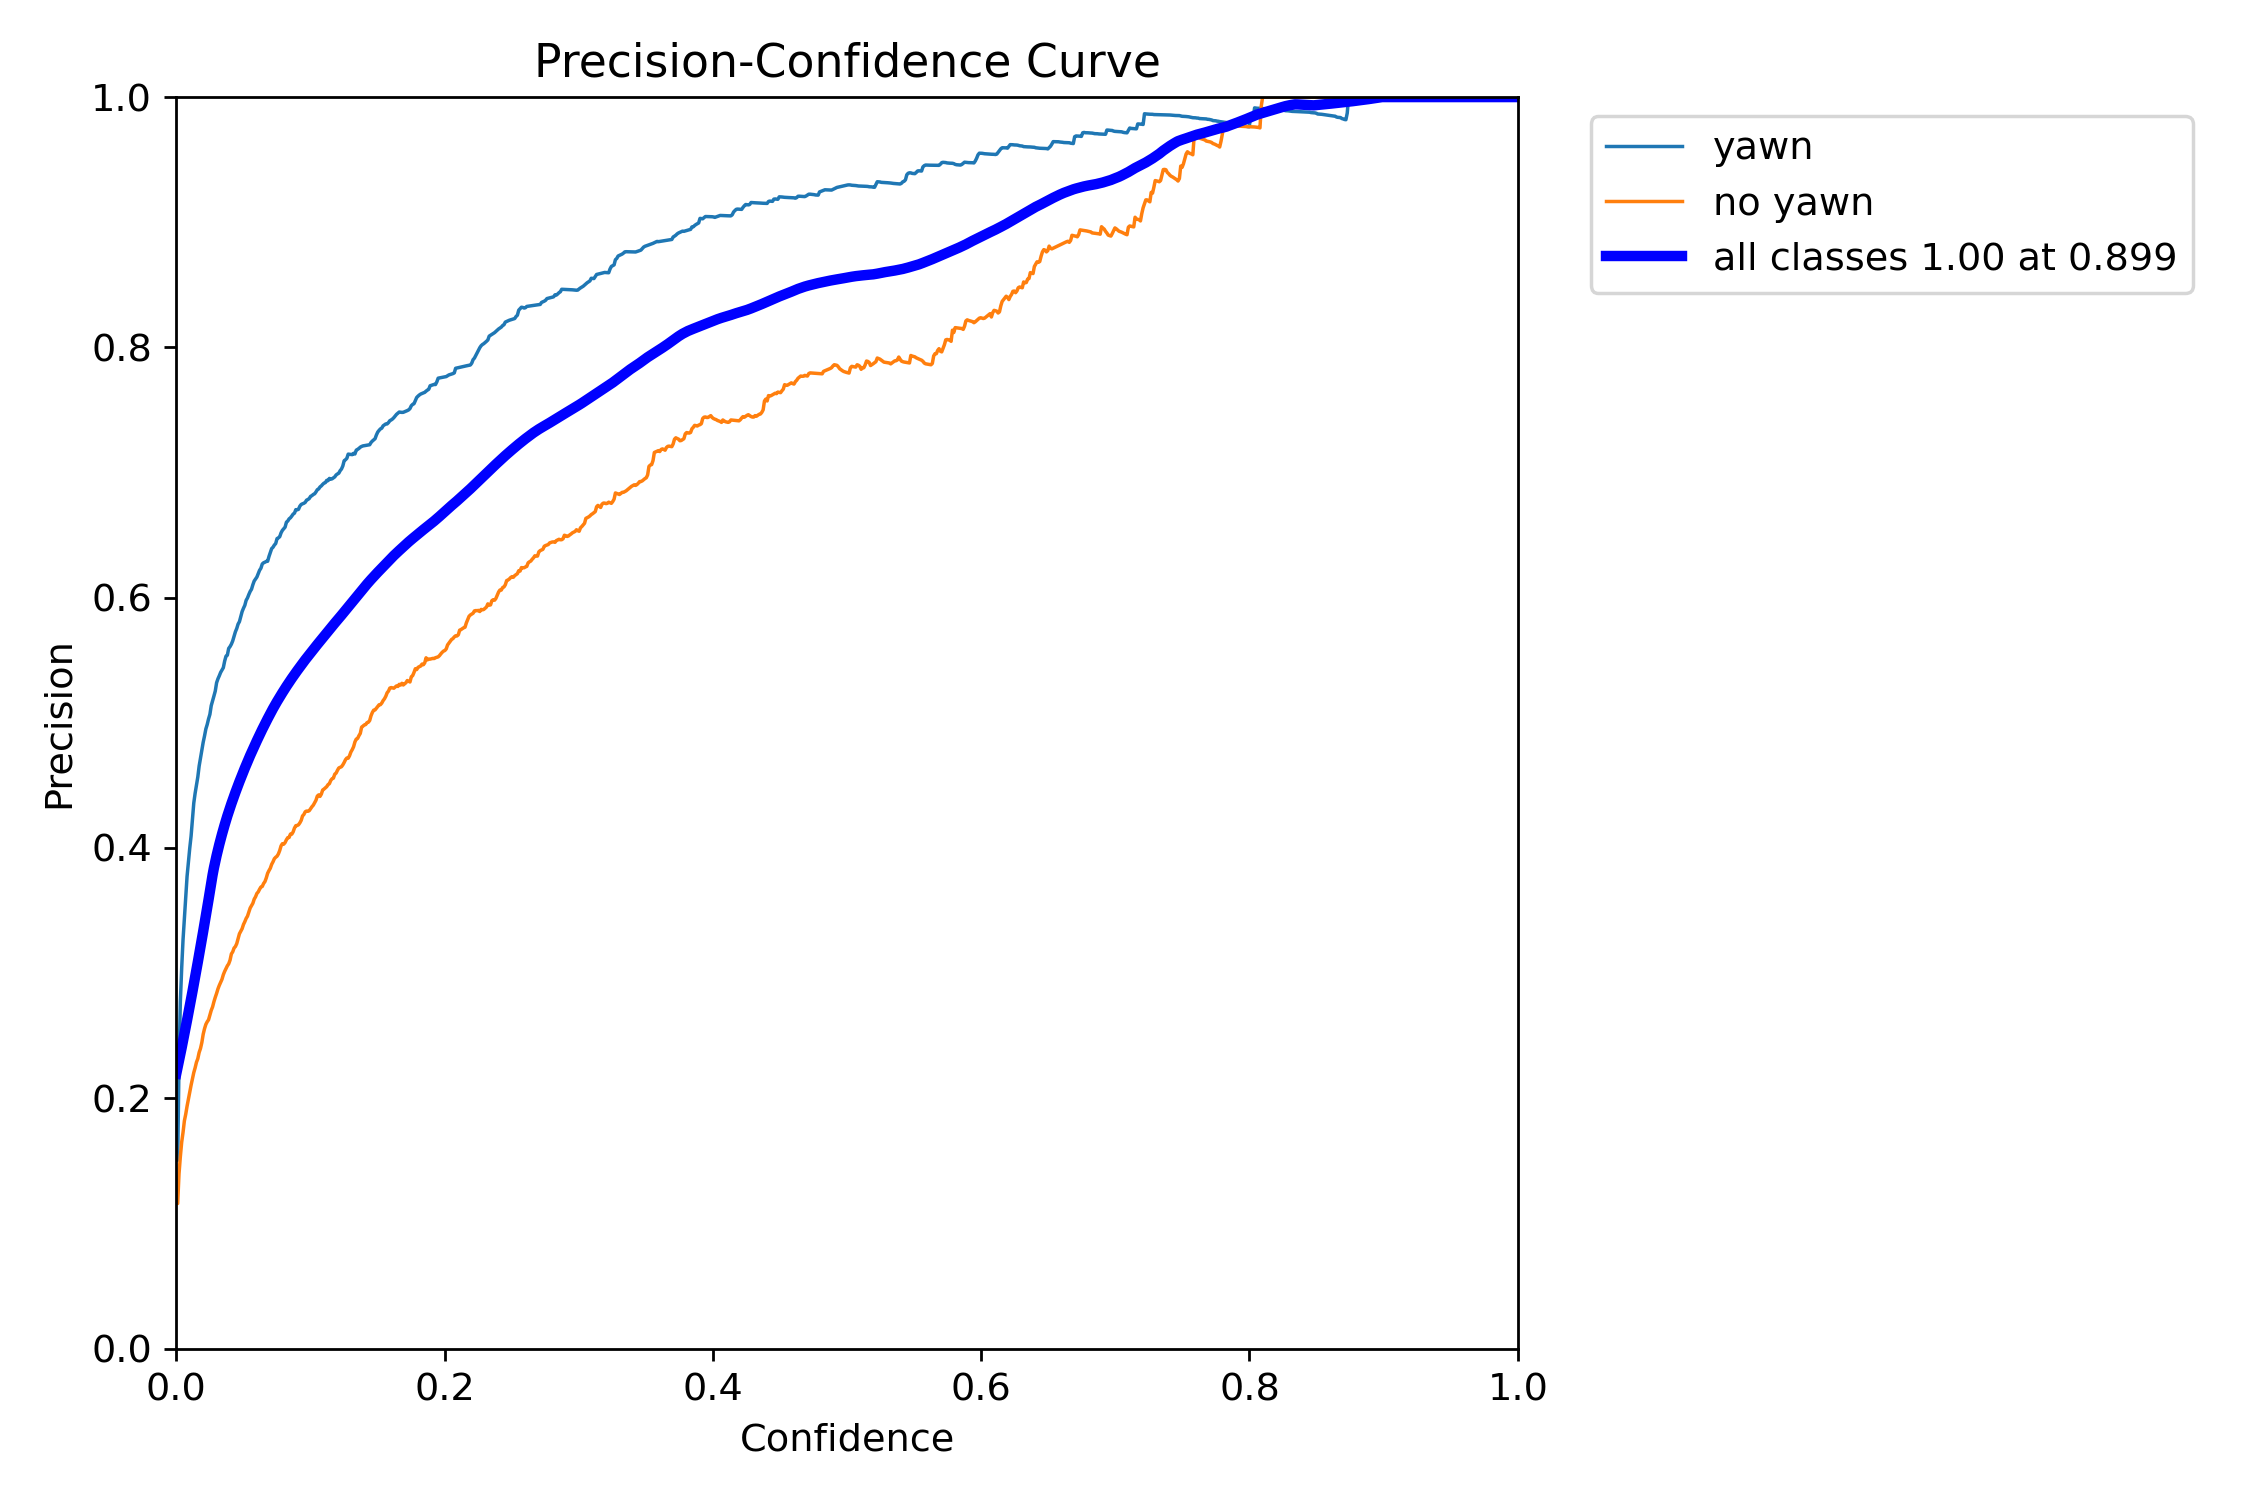 Precision-Confidence Curve
1.0
0.8
0.6
0.4
0.2
0.0
Precision
0.0 0.2 0.4 0.6 0.8 1.0
Confidence
yawn
no yawn
all classes 1.00 at 0.899